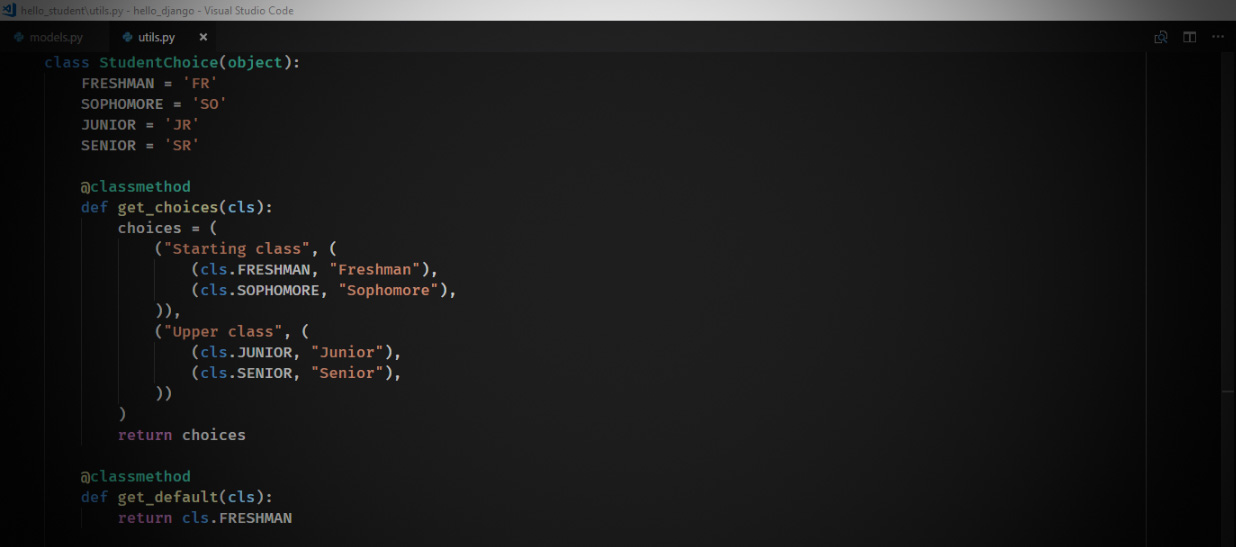 hello_student\utils.py - hello_django - Visual Studio Code
models.py
utils.py
class StudentChoice(object):
    FRESHMAN = 'FR'
    SOPHOMORE = 'SO'
    JUNIOR = 'JR'
    SENIOR = 'SR'
    @classmethod
    def get_choices(cls):
        choices = (
            ("Starting class", (
                (cls.FRESHMAN, "Freshman"),
                (cls.SOPHOMORE, "Sophomore"),
            )),
            ("Upper class", (
                (cls.JUNIOR, "Junior"),
                (cls.SENIOR, "Senior"),
            ))
        )
        return choices
    @classmethod
    def get_default(cls):
        return cls.FRESHMAN